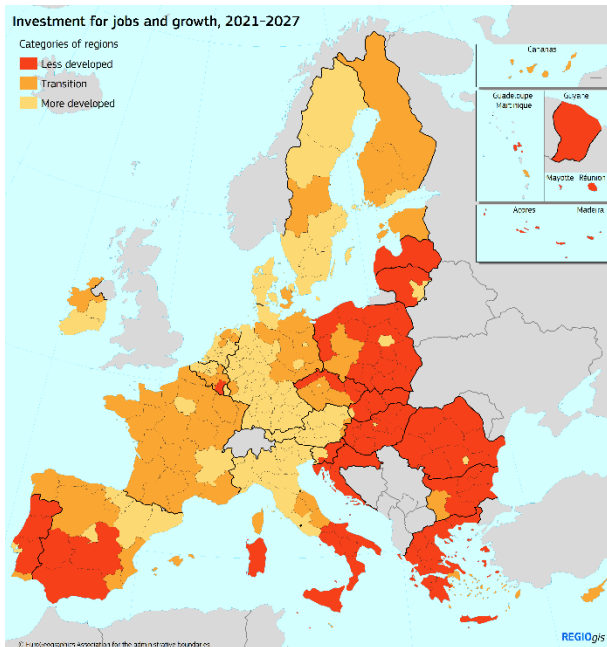 Investment for jobs and growth, 2021-2027
Categories of regions
Less developed
Transition
More developed
Canarias
Guadeloupe
Martinique
Guyane
Mayotte
Réunion
Açores
Madeira
REGIOgis
© EuroGeographics Association for the administrative boundaries